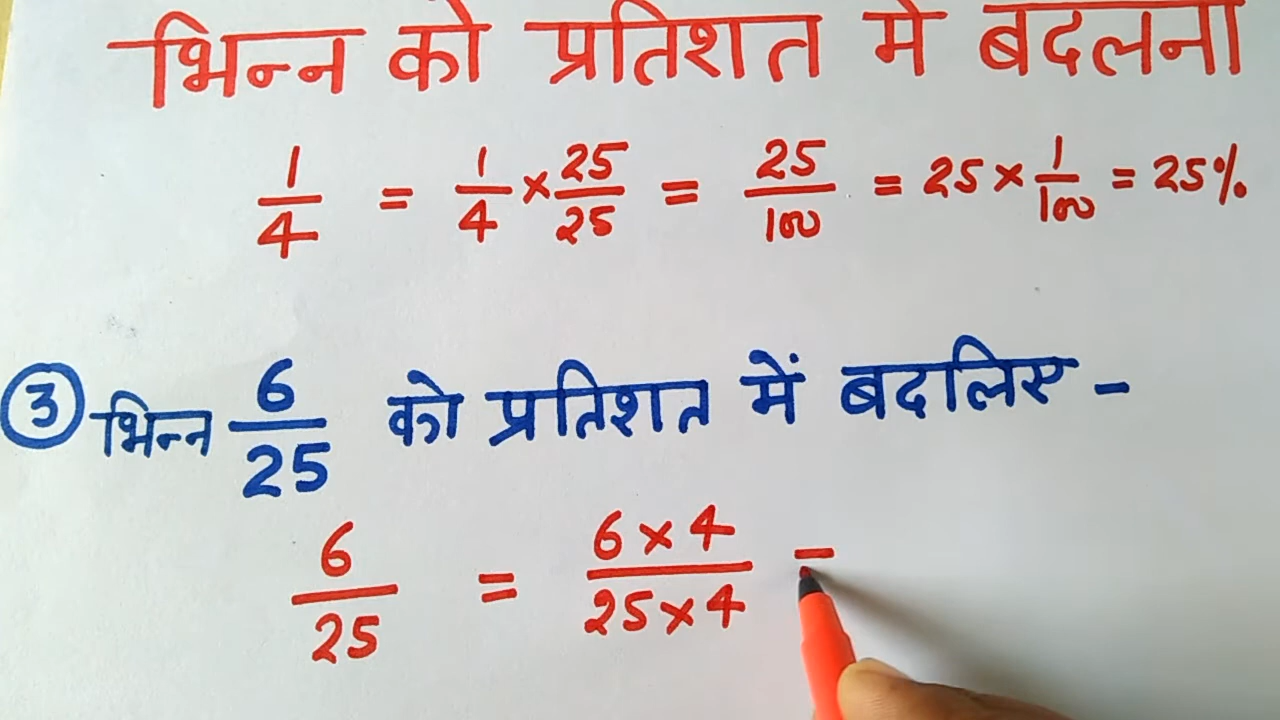 भिन्न को प्रतिशत में बदलना
1/4 = 1/4 × 25/25 = 25/100 = 25 × 1/100 = 25%
③ भिन्न 6/25 को प्रतिशत में बदलिए -
6/25 = 6×4/25×4 =